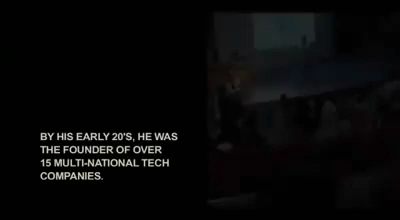 BY HIS EARLY 20'S, HE WAS
THE FOUNDER OF OVER
15 MULTI-NATIONAL TECH
COMPANIES.